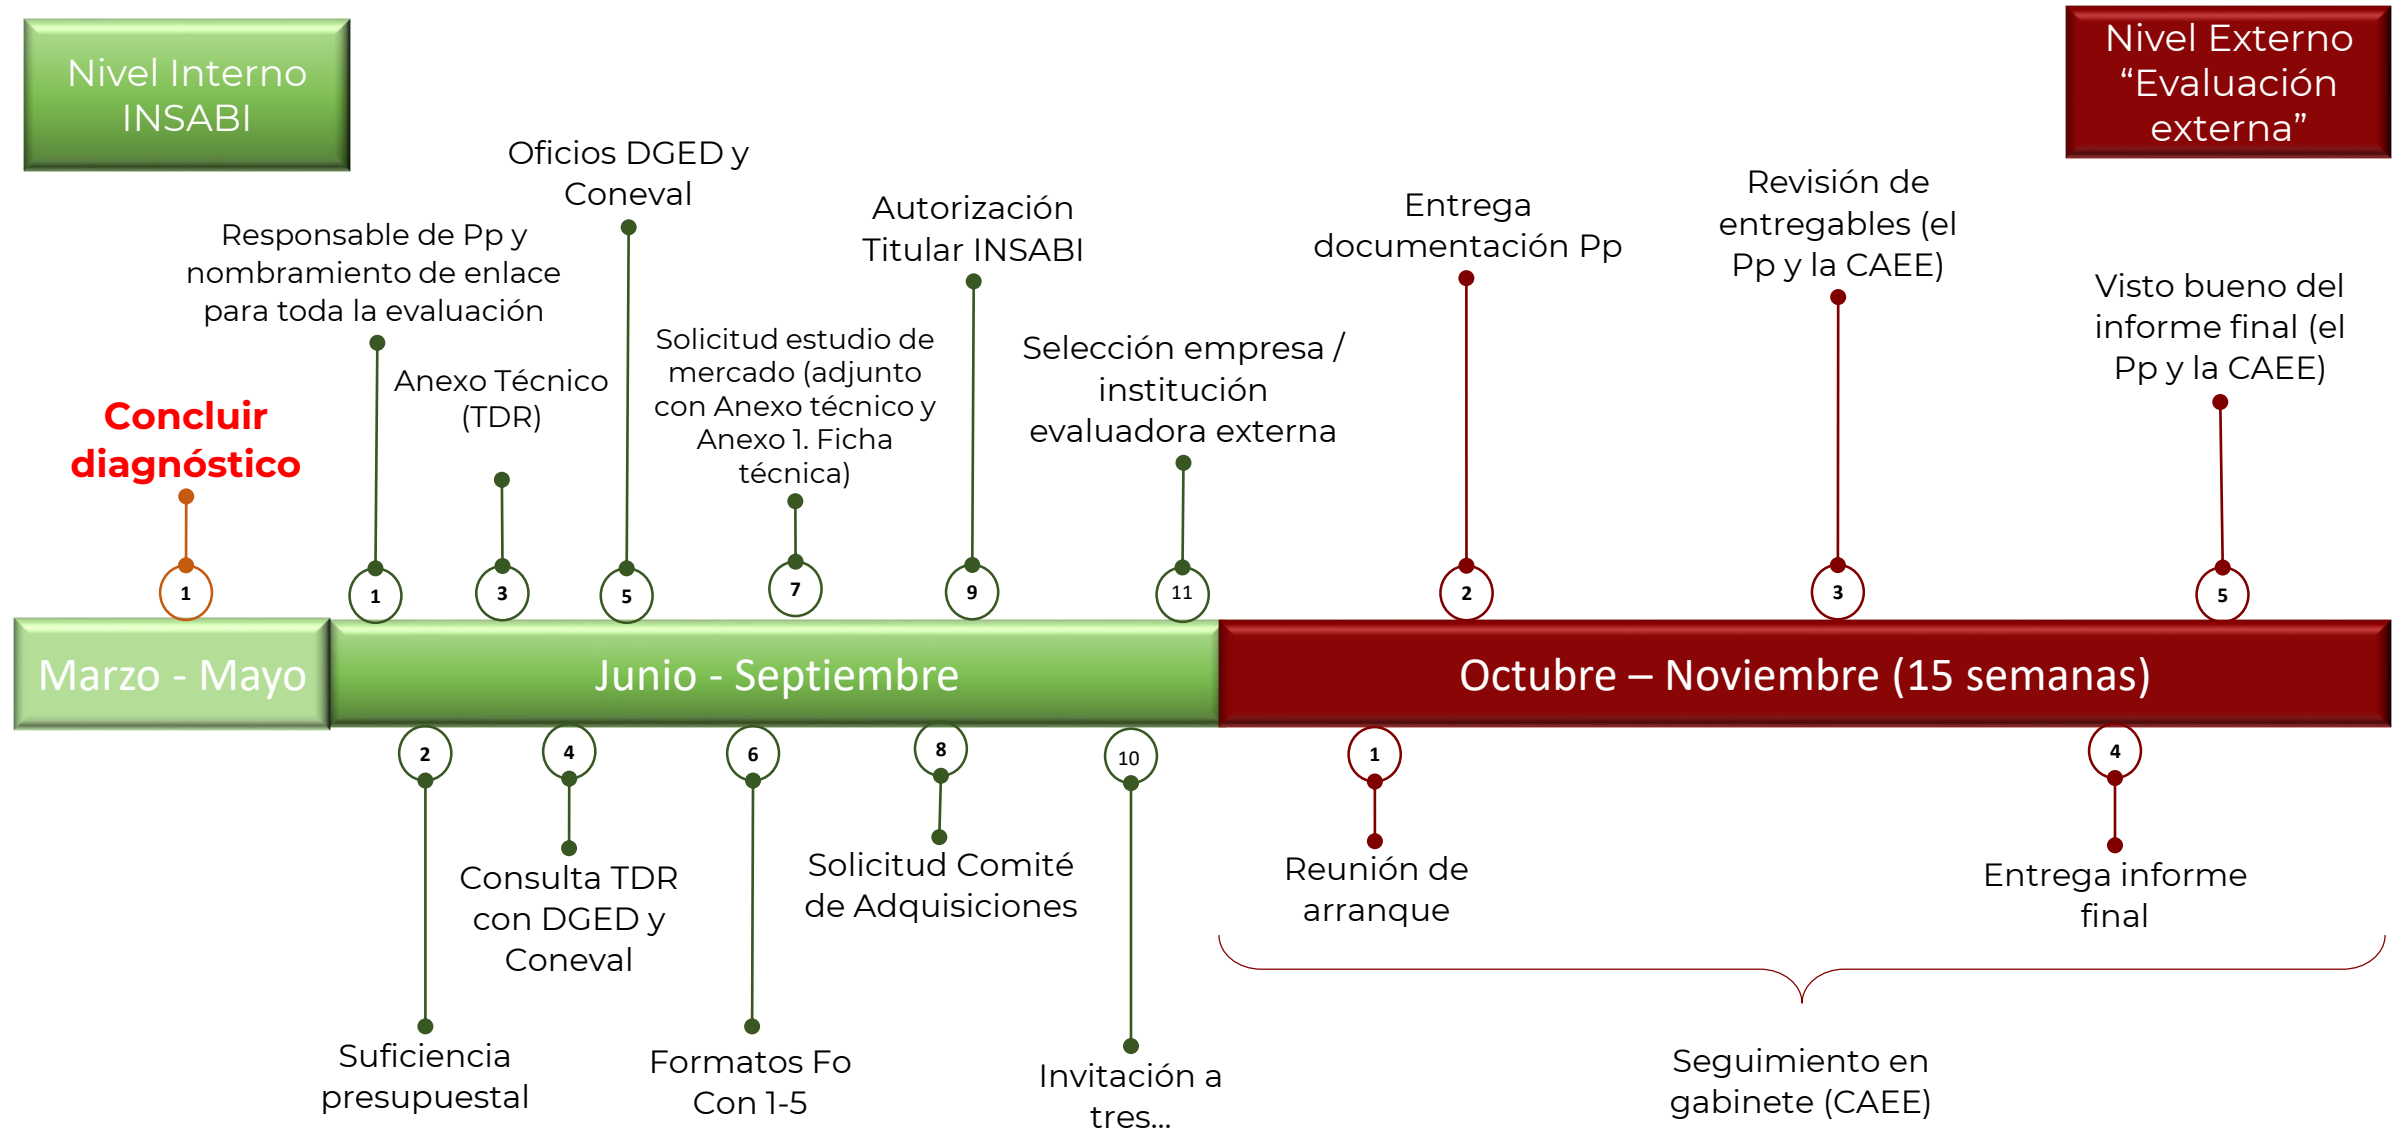 Nivel Interno
INSABI
Nivel Externo
“Evaluación
externa”
Concluir
diagnóstico
Responsable de Pp y
nombramiento de enlace
para toda la evaluación
Anexo Técnico
(TDR)
Oficios DGED y
Coneval
Solicitud estudio de
mercado (adjunto
con Anexo técnico y
Anexo 1. Ficha
técnica)
Autorización
Titular INSABI
Selección empresa /
institución
evaluadora externa
Entrega
documentación Pp
Revisión de
entregables (el
Pp y la CAEE)
Visto bueno del
informe final (el
Pp y la CAEE)
1
1
3
5
7
9
11
2
3
5
Marzo - Mayo
Junio - Septiembre
Octubre – Noviembre (15 semanas)
2
4
6
8
10
1
4
Suficiencia
presupuestal
Consulta TDR
con DGED y
Coneval
Formatos Fo
Con 1-5
Solicitud Comité
de Adquisiciones
Invitación a
tres...
Reunión de
arranque
Entrega informe
final
Seguimiento en
gabinete (CAEE)